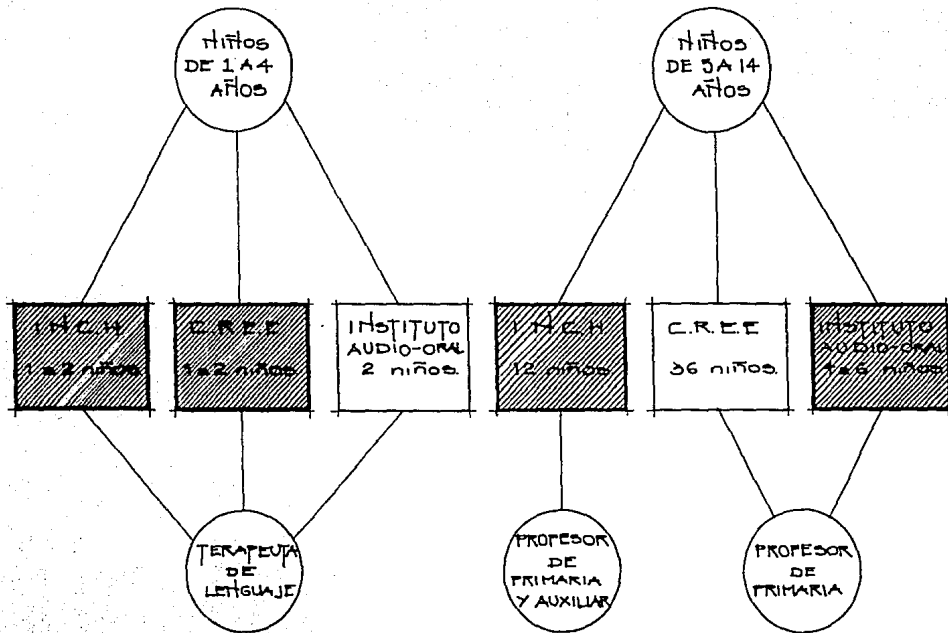 NIÑOS
DE 1 A 4
AÑOS
NIÑOS
DE 5 A 14
AÑOS
I.N.C.H
1 a 2 niños.
C.R.E.E
1 a 2 niños.
INSTITUTO
AUDIO-ORAL
2 niños.
I.N.C.H
12 niños.
C.R.E.E
36 niños.
INSTITUTO
AUDIO-ORAL
4 a 6 niños.
TERAPEUTA
DE
LENGUAJE
PROFESOR
DE
PRIMARIA
Y AUXILIAR
PROFESOR
DE
PRIMARIA